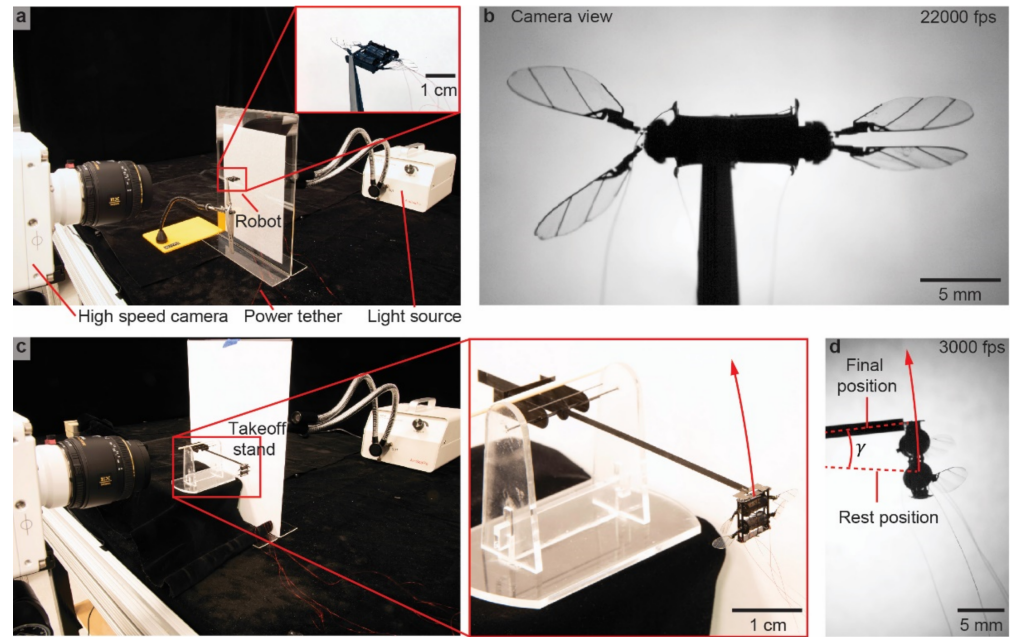 a
1 cm
Robot
High speed camera
Power tether
Light source
b
Camera view
22000 fps
5 mm
c
Takeoff
stand
1 cm
d
3000 fps
Final
position
γ
Rest position
5 mm